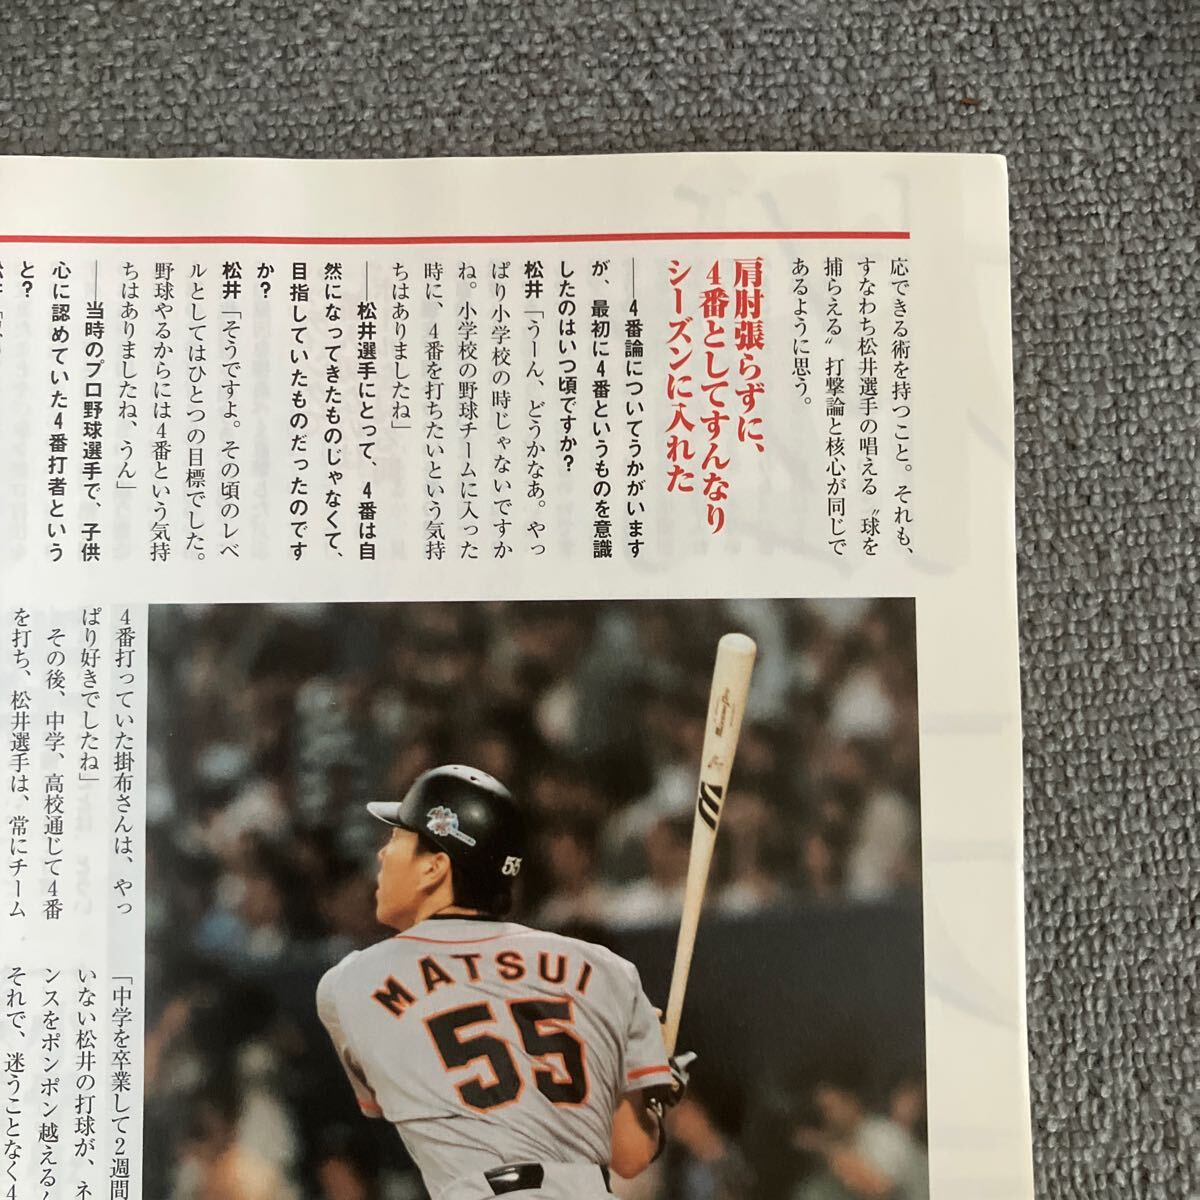 応できる術を持つこと。それも、
すなわち松井選手の唱える〝球を
捕らえる〟打撃論と核心が同じで
あるように思う。
肩肘張らずに、
4番としてすんなり
シーズンに入れた
──4番論についてうかがいます
が、最初に4番というものを意識
したのはいつ頃ですか？
松井「うーん、どうかなあ。やっ
ぱり小学校の時じゃないですか
ね。小学校の野球チームに入った
時に、4番を打ちたいという気持
ちはありましたね」
──松井選手にとって、4番は自
然になってきたものじゃなくて、
目指していたものだったのです
か？
松井「そうですよ。その頃のレベ
ルとしてはひとつの目標でした。
野球やるからには4番という気持
ちはありましたね、うん」
──当時のプロ野球選手で、子供
心に認めていた4番打者という
と？
4番打っていた掛布さんは、やっ
ぱり好きでしたね」
その後、中学、高校通じて4番
を打ち、松井選手は、常にチーム
「中学を卒業して2週間
いない松井の打球が、ネ
ンスをポンポン越える
それで、迷うことなく4
55
MATSUI
55